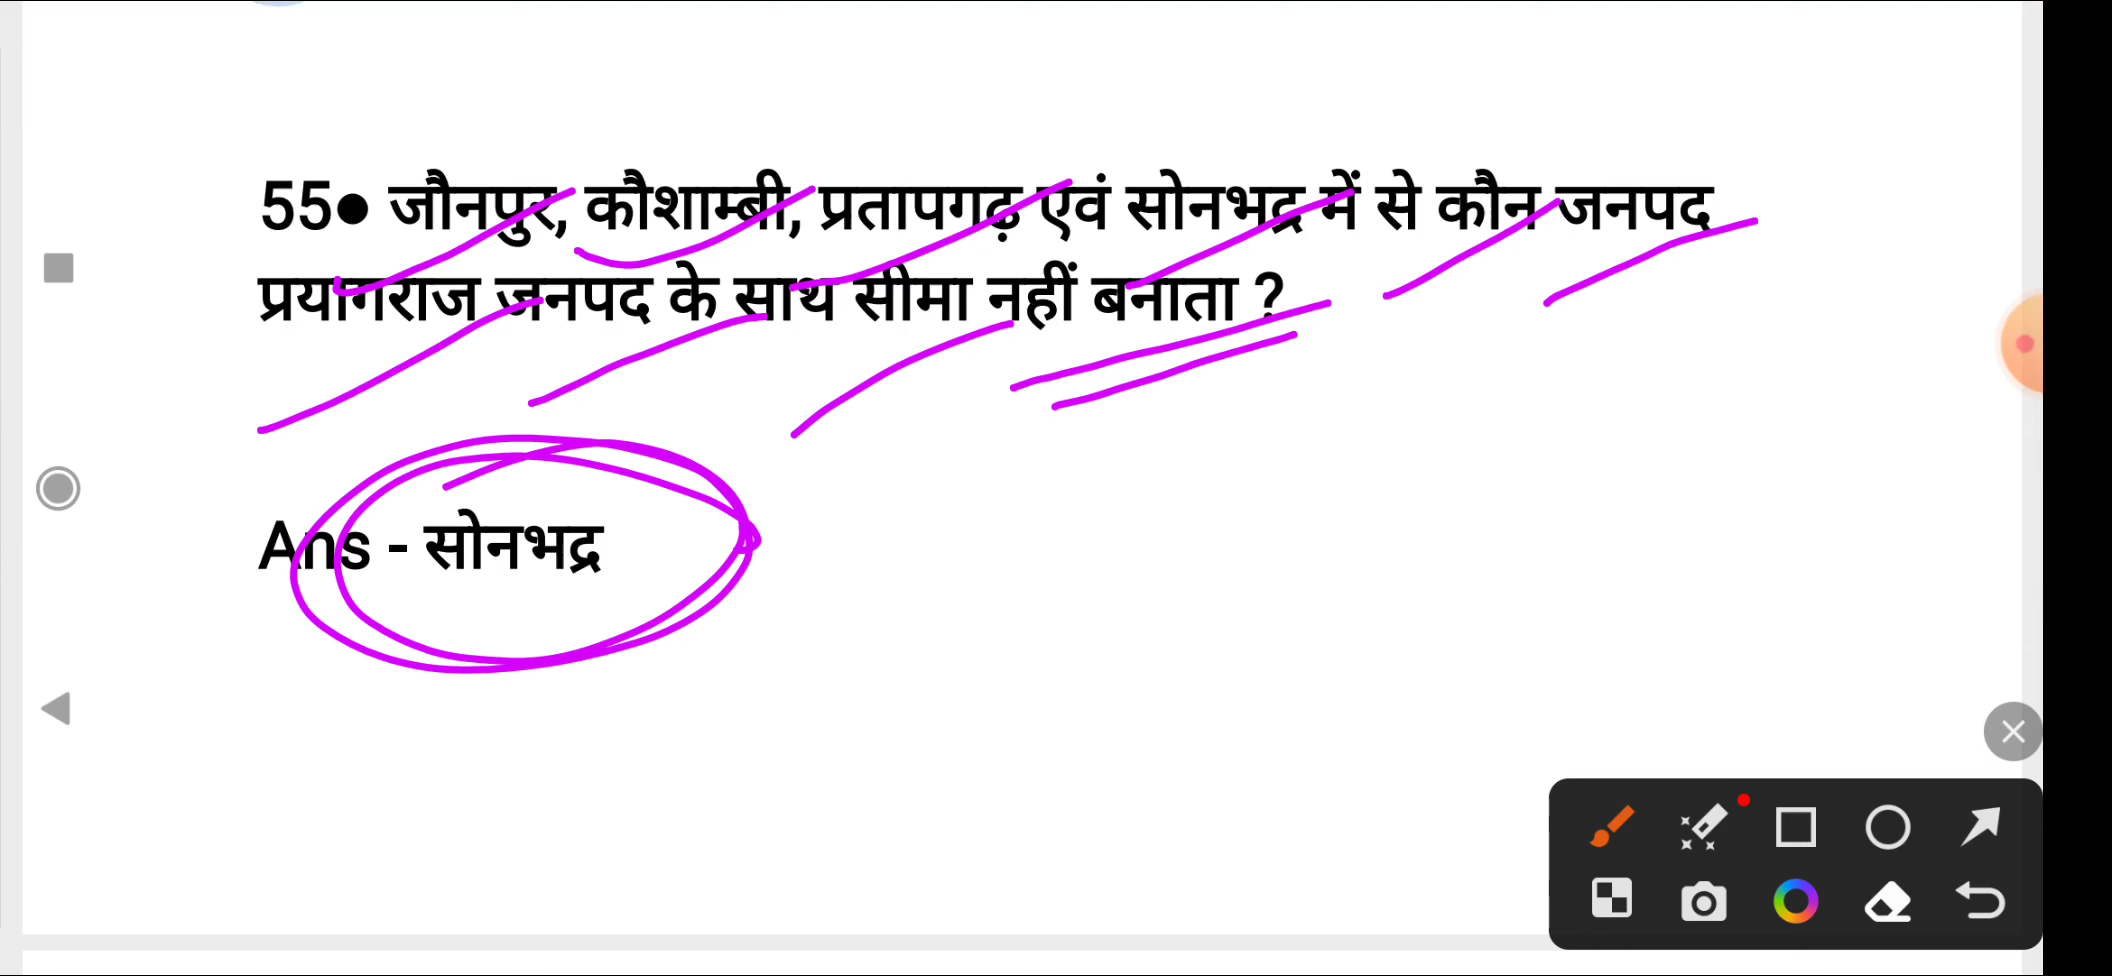 55● जौनपुर, कौशाम्बी, प्रतापगढ़ एवं सोनभद्र में से कौन जनपद
प्रयागराज जनपद के साथ सीमा नहीं बनाता ?
Ans - सोनभद्र